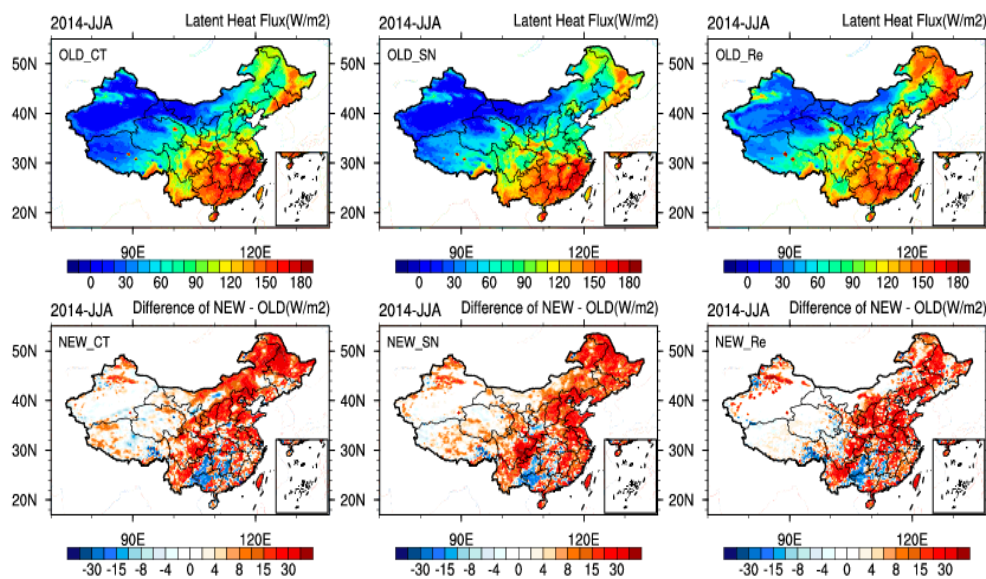 2014-JJA Latent Heat Flux(W/m2) 2014-JJA Latent Heat Flux(W/m2) 2014-JJA Latent Heat Flux(W/m2)
OLD_CT OLD_SN OLD_Re
50N 50N 50N
40N 40N 40N
30N 30N 30N
20N 20N 20N
90E 120E 90E 120E 90E 120E
0 30 60 90 120 150 180 0 30 60 90 120 150 180 0 30 60 90 120 150 180
2014-JJA Difference of NEW - OLD(W/m2) 2014-JJA Difference of NEW - OLD(W/m2) 2014-JJA Difference of NEW - OLD(W/m2)
NEW_CT NEW_SN NEW_Re
50N 50N 50N
40N 40N 40N
30N 30N 30N
20N 20N 20N
90E 120E 90E 120E 90E 120E
-30 -15 -8 -4 0 4 8 15 30 -30 -15 -8 -4 0 4 8 15 30 -30 -15 -8 -4 0 4 8 15 30